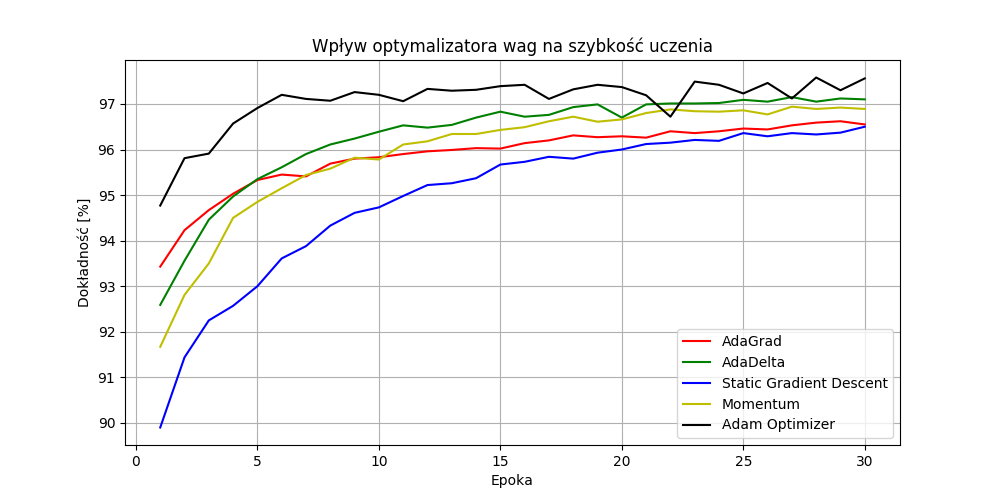 Wpływ optymalizatora wag na szybkość uczenia
Dokładność [%]
97
96
95
94
93
92
91
90
0 5 10 15 20 25 30
Epoka
AdaGrad
AdaDelta
Static Gradient Descent
Momentum
Adam Optimizer